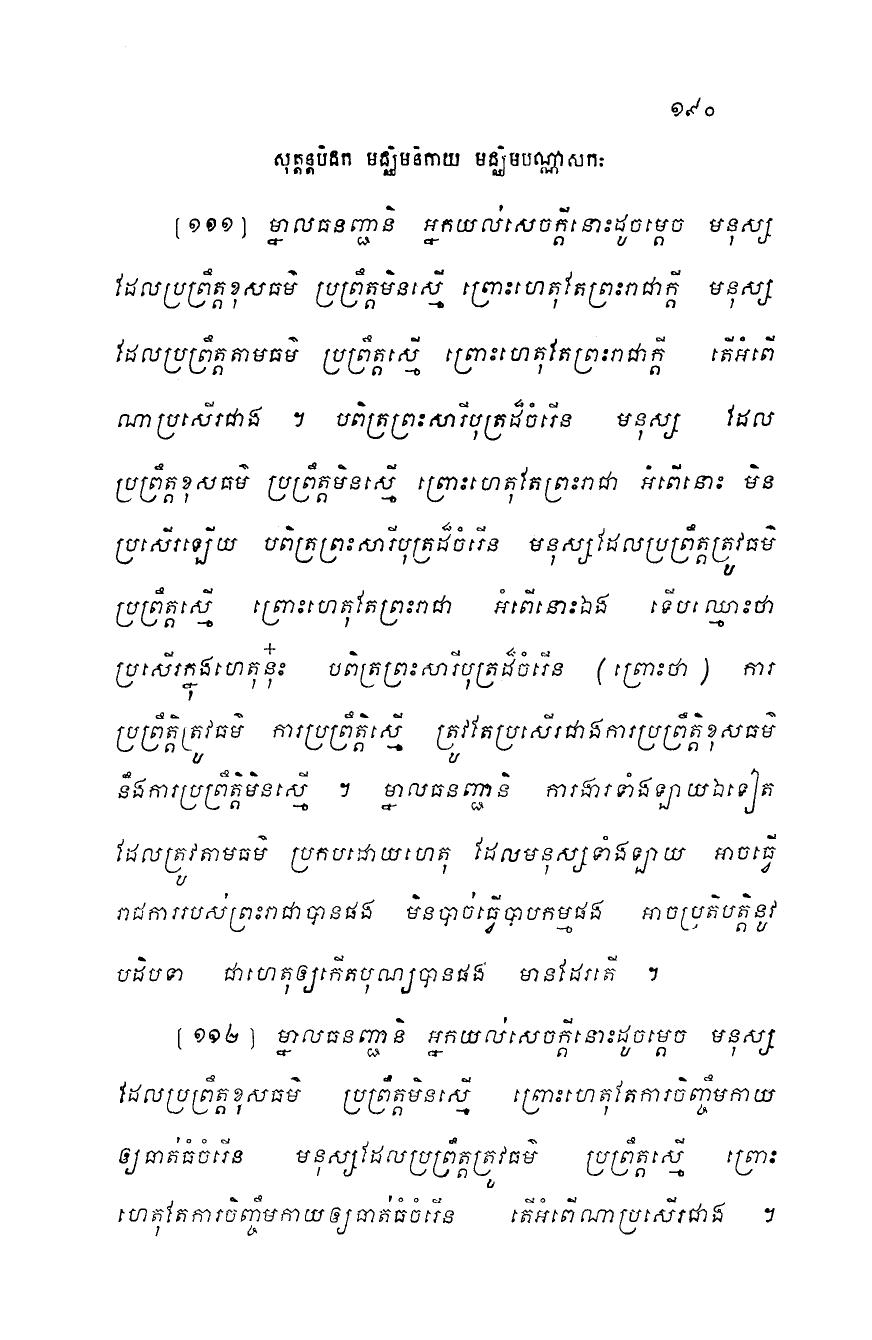 ១៩០
សុត្តន្តបិដក មជ្ឈិមនិកាយ មជ្ឈិមបណ្ណាសកៈ
[១១១] ម្នាលធនញ្ជានិ អ្នកយល់សេចក្តីនោះដូចម្តេច មនុស្ស
ដែលប្រព្រឹត្តខុសធម៌ ប្រព្រឹត្តមិនស្មើ ព្រោះហេតុតែព្រះរាជាក្តី មនុស្ស
ដែលប្រព្រឹត្តតាមធម៌ ប្រព្រឹត្តស្មើ ព្រោះហេតុតែព្រះរាជាក្តី តើអំពើ
ណាប្រសើរជាង ។ បពិត្រព្រះសារីបុត្រដ៏ចំរើន មនុស្ស ដែល
ប្រព្រឹត្តខុសធម៌ ប្រព្រឹត្តមិនស្មើ ព្រោះហេតុតែព្រះរាជា អំពើនោះ មិន
ប្រសើរឡើយ បពិត្រព្រះសារីបុត្រដ៏ចំរើន មនុស្សដែលប្រព្រឹត្តត្រូវធម៌
ប្រព្រឹត្តស្មើ ព្រោះហេតុតែព្រះរាជា អំពើនោះឯង ទើបឈ្មោះថា
ប្រសើរក្នុងហេតុនុ៎ះ បពិត្រព្រះសារីបុត្រដ៏ចំរើន (ព្រោះថា) ការ
ប្រព្រឹត្តិត្រូវធម៌ ការប្រព្រឹត្តិស្មើ ត្រូវតែប្រសើរជាងការប្រព្រឹត្តិខុសធម៌
នឹងការប្រព្រឹត្តិមិនស្មើ ។ ម្នាលធនញ្ជានិ ការងារទាំងឡាយឯទៀត
ដែលត្រូវតាមធម៌ ប្រកបដោយហេតុ ដែលមនុស្សទាំងឡាយ អាចធ្វើ
រាជការរបស់ព្រះរាជាបានផង មិនបាច់ធ្វើបាបកម្មផង អាចប្រតិបត្តិនូវ
បដិបទា ជាហេតុឲ្យកើតបុណ្យបានផង មានដែរតើ ។
[១១២] ម្នាលធនញ្ជានិ អ្នកយល់សេចក្តីនោះដូចម្តេច មនុស្ស
ដែលប្រព្រឹត្តខុសធម៌ ប្រព្រឹត្តមិនស្មើ ព្រោះហេតុតែការចិញ្ចឹមកាយ
ឲ្យធាត់ធំចំរើន មនុស្សដែលប្រព្រឹត្តត្រូវធម៌ ប្រព្រឹត្តស្មើ ព្រោះ
ហេតុតែការចិញ្ចឹមកាយឲ្យធាត់ធំចំរើន តើអំពើណាប្រសើរជាង ។